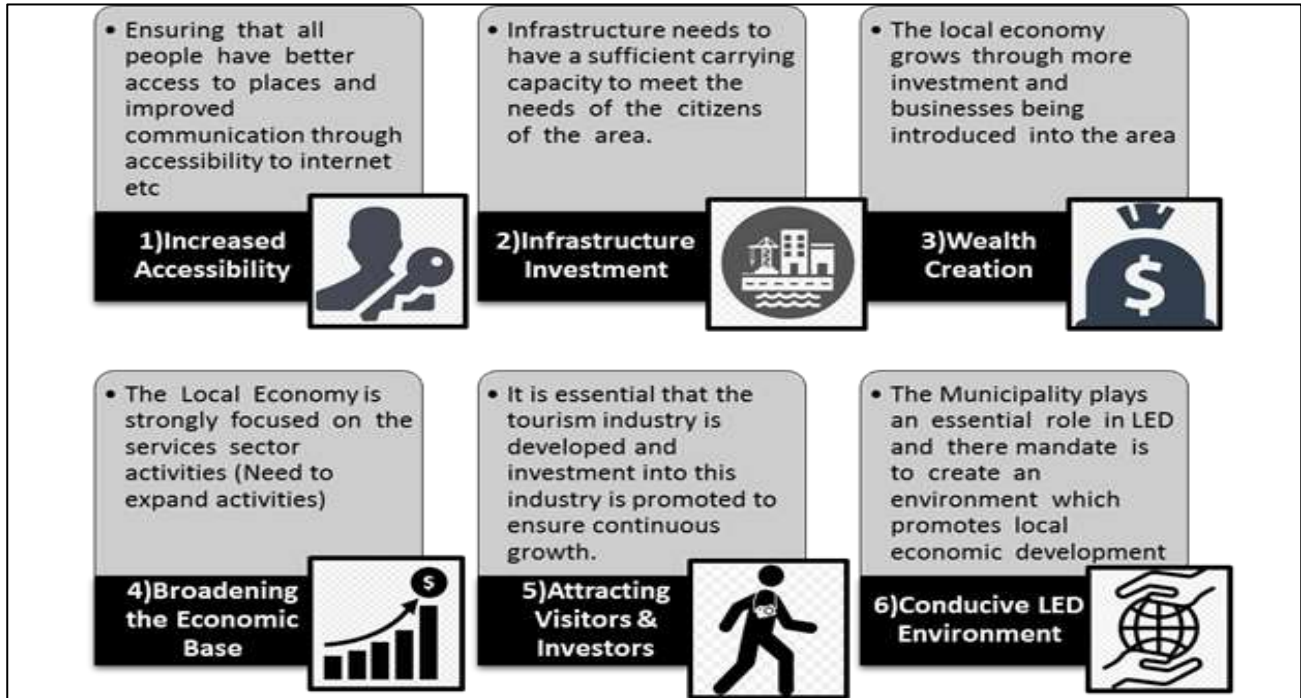 • Ensuring that all
people have better
access to places and
improved
communication through
accessibility to internet
etc
1)Increased
Accessibility
• Infrastructure needs to
have a sufficient carrying
capacity to meet the
needs of the citizens
of the area.
2)Infrastructure
Investment
• The local economy
grows through more
investment and
businesses being
introduced into the area
3)Wealth
Creation
$
• The Local Economy is
strongly focused on the
services sector
activities (Need to
expand activities)
4)Broadening
the Economic
Base
$
• It is essential that the
tourism industry is
developed and
investment into this
industry is promoted to
ensure continuous
growth.
5)Attracting
Visitors &
Investors
• The Municipality plays
an essential role in LED
and there mandate is
to create an
environment which
promotes local
economic development
6)Conducive LED
Environment